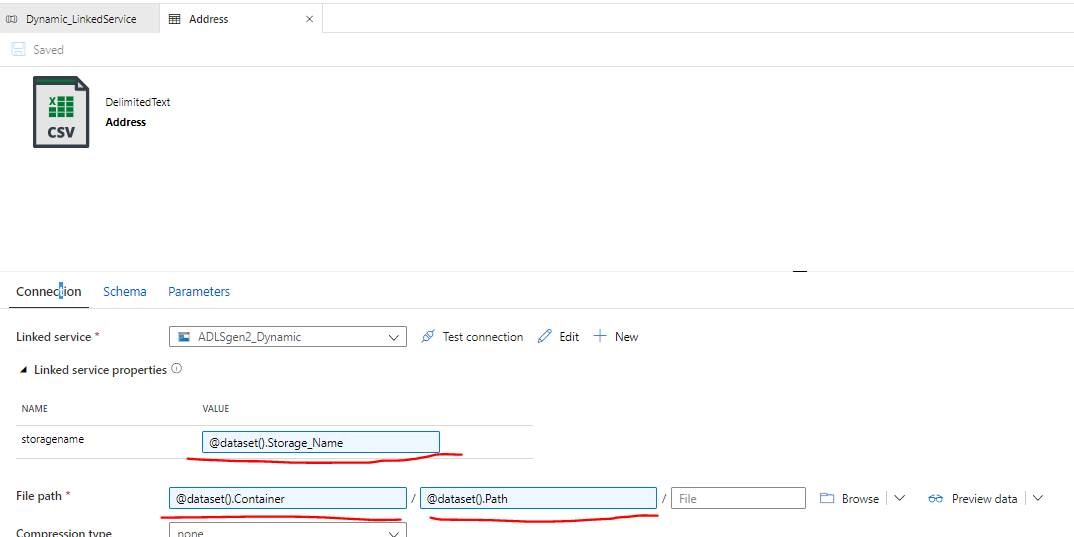 Dynamic_LinkedService Address ×
Saved
DelimitedText
X
CSV
Address
Connection Schema Parameters
Linked service * ADLSgen2_Dynamic Test connection Edit New
Linked service properties
NAME VALUE
storagename @dataset().Storage_Name
File path * @dataset().Container / @dataset().Path / File Browse Preview data
Compression type none